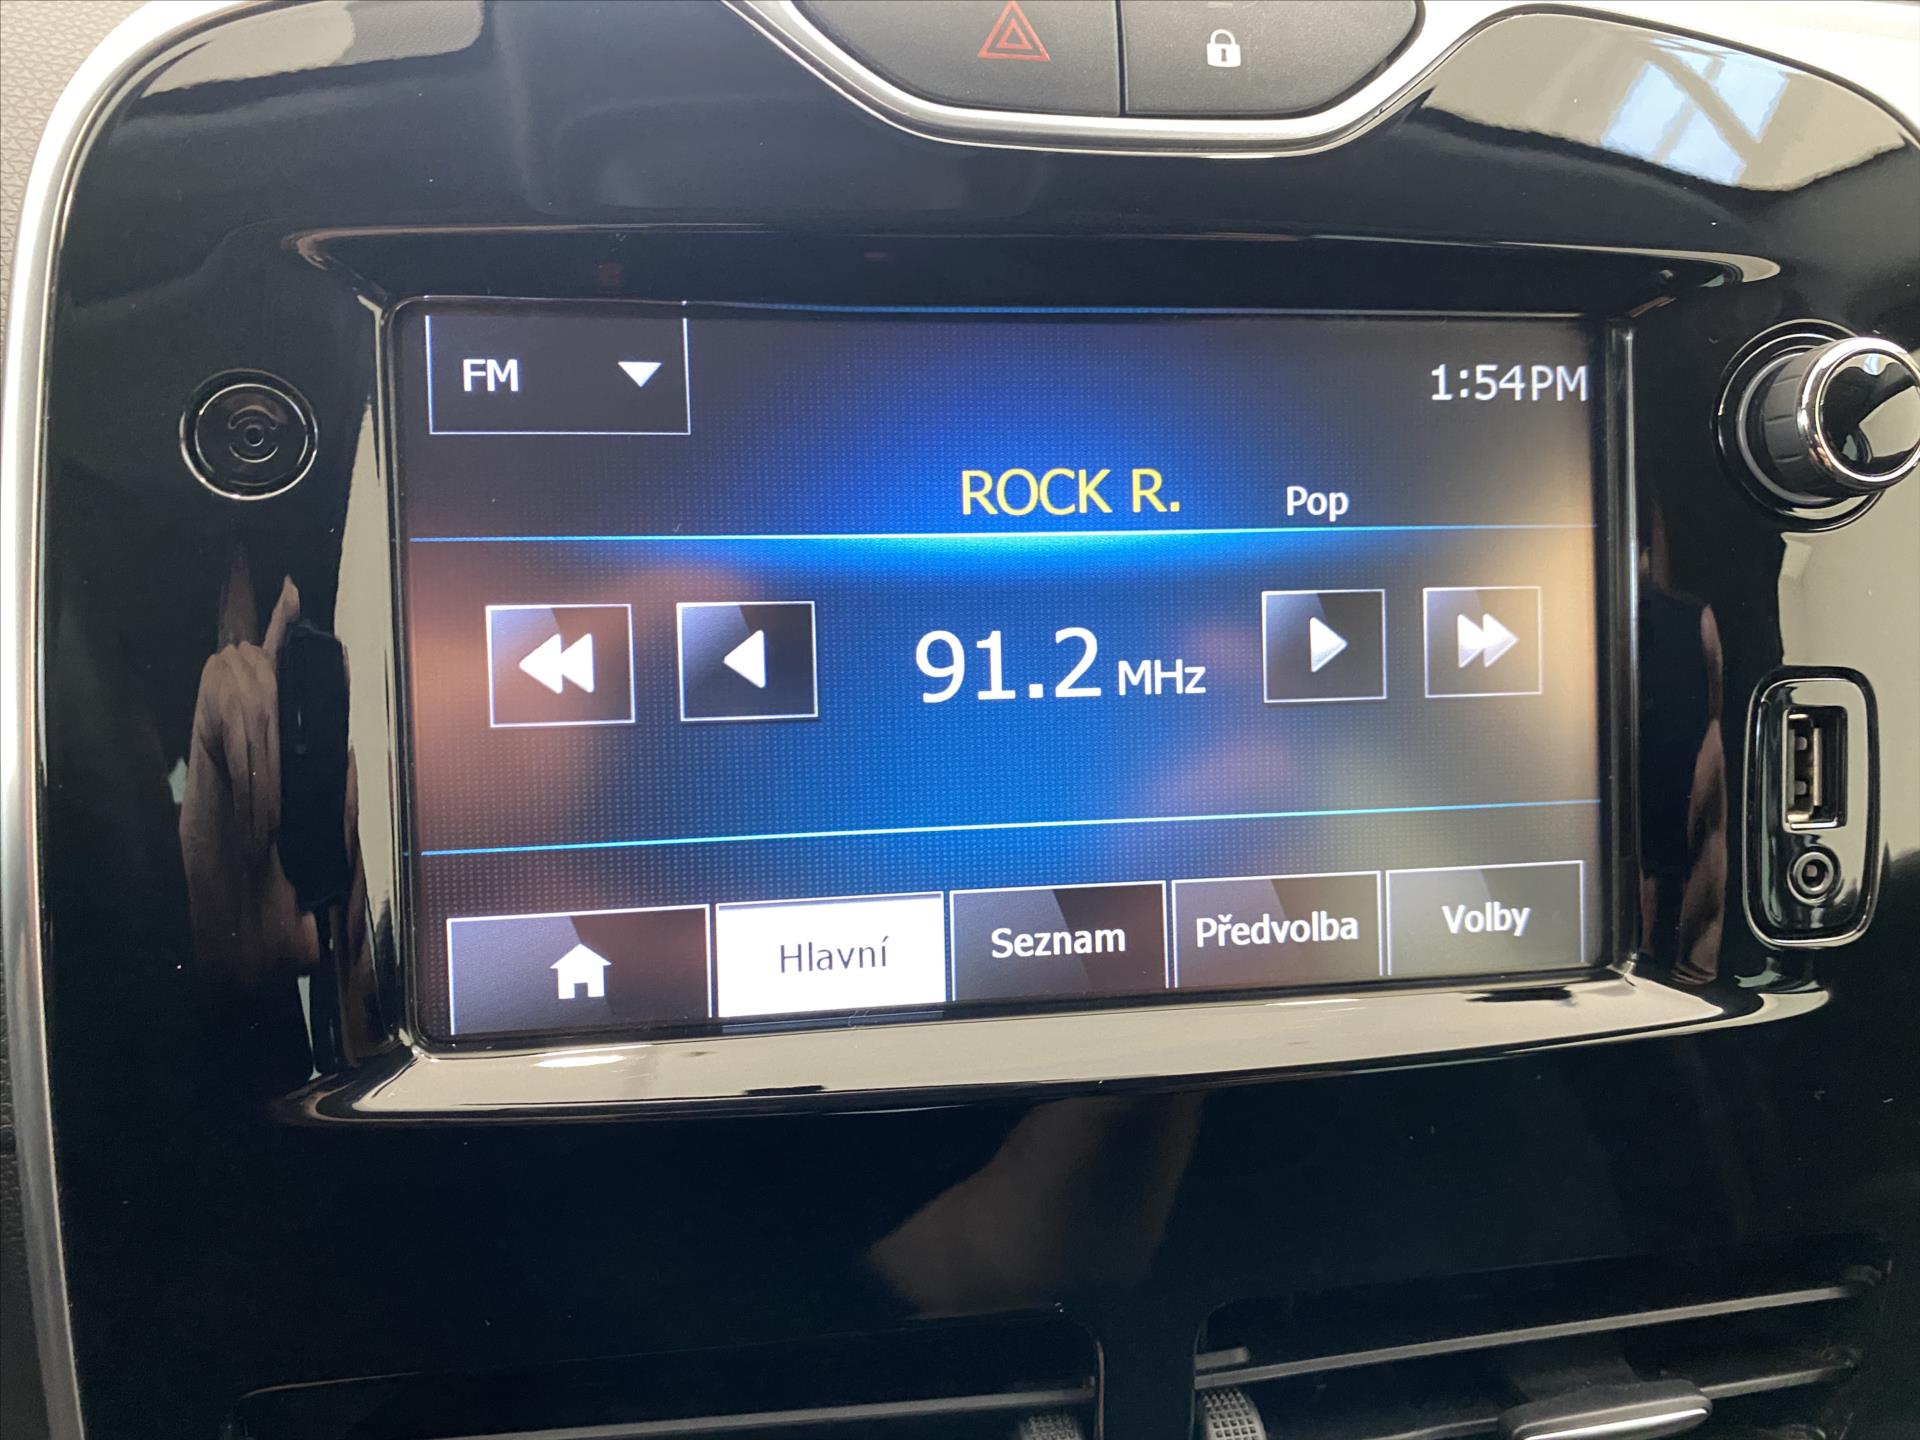 FM
1:54PM
ROCK R. Pop
91.2 MHz
Hlavní Seznam Předvolba Volby